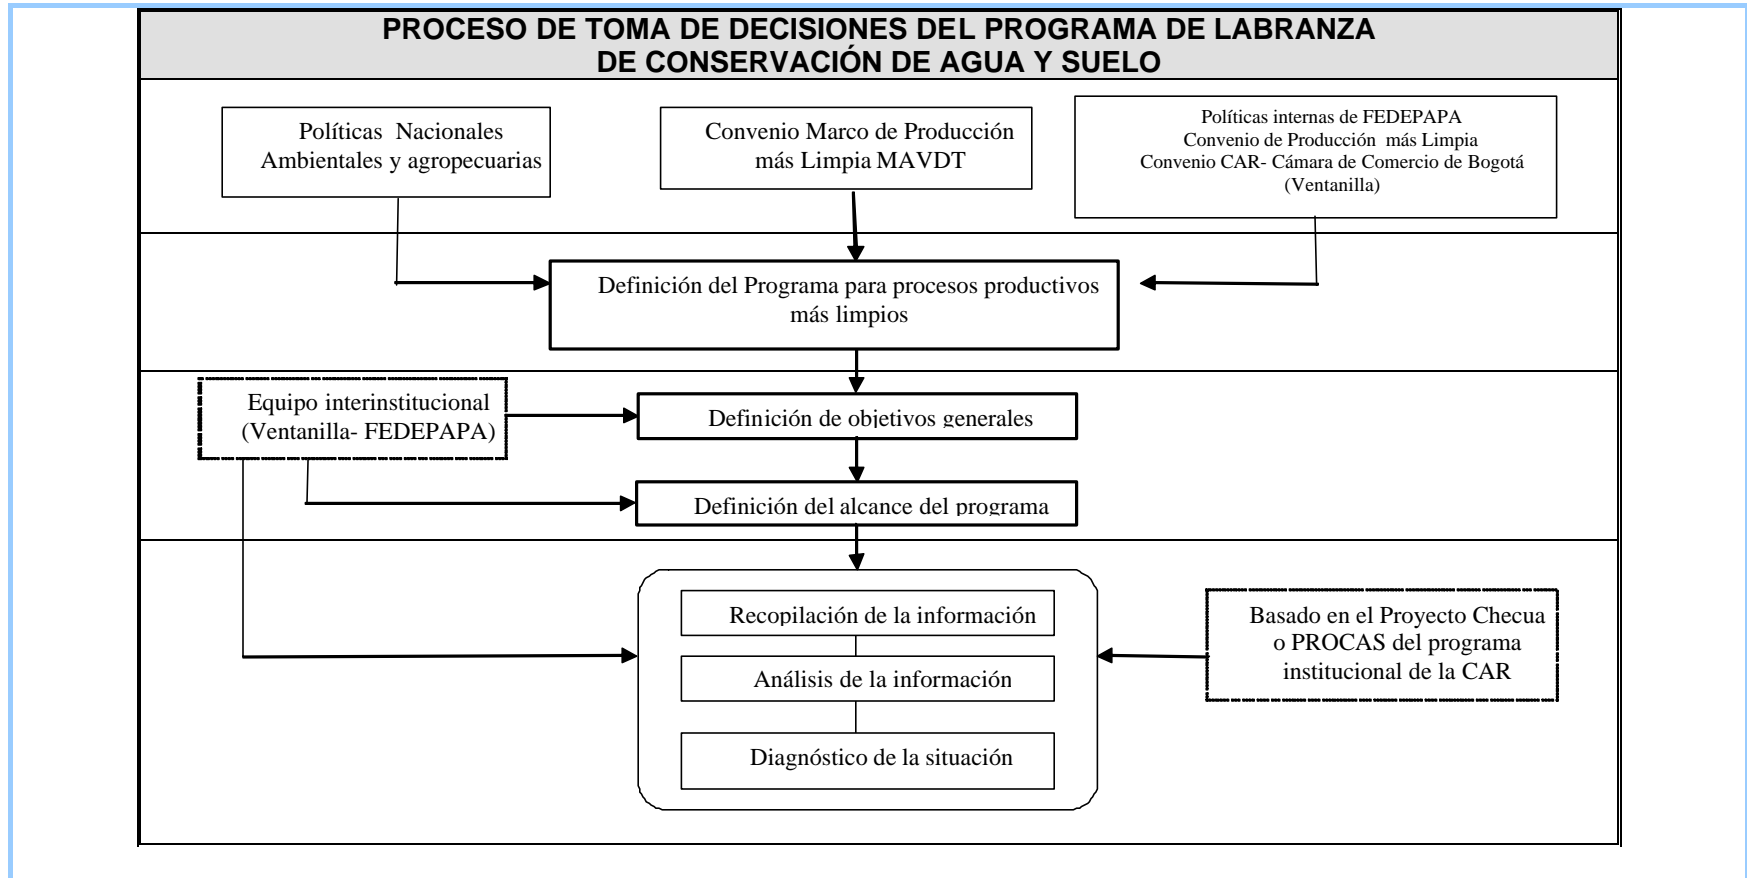 PROCESO DE TOMA DE DECISIONES DEL PROGRAMA DE LABRANZA
DE CONSERVACIÓN DE AGUA Y SUELO
Políticas Nacionales
Ambientales y agropecuarias
Convenio Marco de Producción
más Limpia MAVDT
Políticas internas de FEDEPAPA
Convenio de Producción más Limpia
Convenio CAR- Cámara de Comercio de Bogotá
(Ventanilla)
Definición del Programa para procesos productivos
más limpios
Equipo interinstitucional
(Ventanilla- FEDEPAPA)
Definición de objetivos generales
Definición del alcance del programa
Recopilación de la información
Análisis de la información
Diagnóstico de la situación
Basado en el Proyecto Checua
o PROCAS del programa
institucional de la CAR